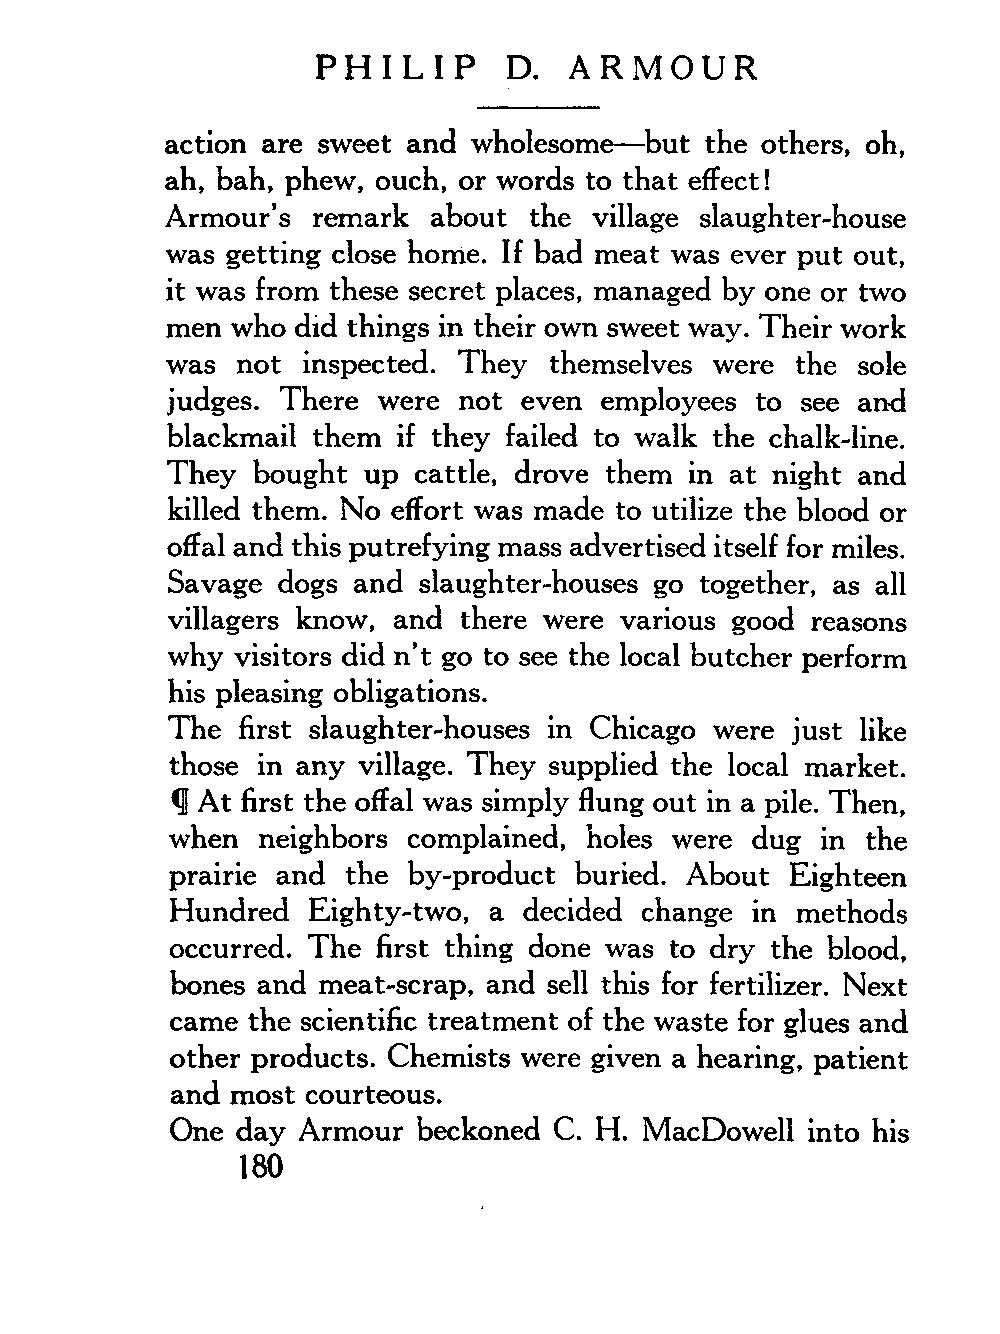 PHILIP D. ARMOUR
action are sweet and wholesome—but the others, oh,
ah, bah, phew, ouch, or words to that effect!
Armour's remark about the village slaughter-house
was getting close home. If bad meat was ever put out,
it was from these secret places, managed by one or two
men who did things in their own sweet way. Their work
was not inspected. They themselves were the sole
judges. There were not even employees to see and
blackmail them if they failed to walk the chalk-line.
They bought up cattle, drove them in at night and
killed them. No effort was made to utilize the blood or
offal and this putrefying mass advertised itself for miles.
Savage dogs and slaughter-houses go together, as all
villagers know, and there were various good reasons
why visitors did n't go to see the local butcher perform
his pleasing obligations.
The first slaughter-houses in Chicago were just like
those in any village. They supplied the local market.
¶ At first the offal was simply flung out in a pile. Then,
when neighbors complained, holes were dug in the
prairie and the by-product buried. About Eighteen
Hundred Eighty-two, a decided change in methods
occurred. The first thing done was to dry the blood,
bones and meat-scrap, and sell this for fertilizer. Next
came the scientific treatment of the waste for glues and
other products. Chemists were given a hearing, patient
and most courteous.
One day Armour beckoned C. H. MacDowell into his
180